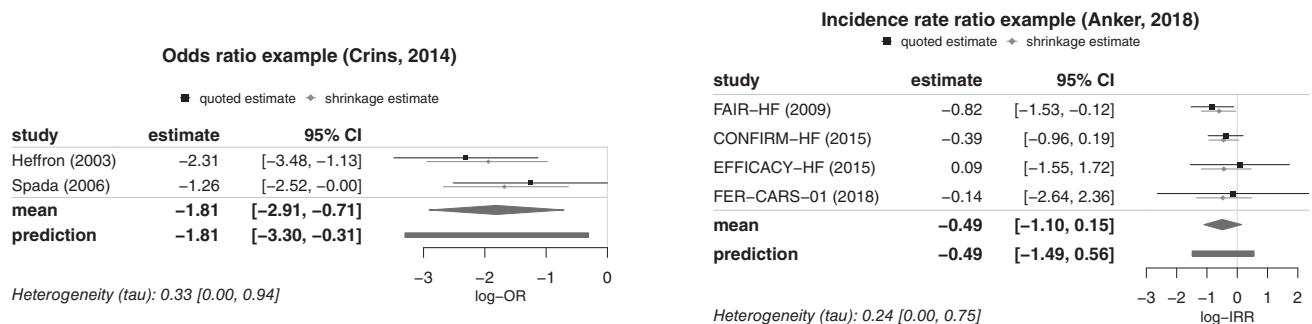 Odds ratio example (Crins, 2014)
quoted estimate shrinkage estimate
study estimate 95% CI
Heffron (2003) −2.31 [−3.48, −1.13]
Spada (2006) −1.26 [−2.52, −0.00]
mean −1.81 [−2.91, −0.71]
prediction −1.81 [−3.30, −0.31]
−3 −2 −1 0
log−OR
Heterogeneity (tau): 0.33 [0.00, 0.94]
Incidence rate ratio example (Anker, 2018)
quoted estimate shrinkage estimate
study estimate 95% CI
FAIR−HF (2009) −0.82 [−1.53, −0.12]
CONFIRM−HF (2015) −0.39 [−0.96, 0.19]
EFFICACY−HF (2015) 0.09 [−1.55, 1.72]
FER−CARS−01 (2018) −0.14 [−2.64, 2.36]
mean −0.49 [−1.10, 0.15]
prediction −0.49 [−1.49, 0.56]
−3 −2 −1 0 1 2
log−IRR
Heterogeneity (tau): 0.24 [0.00, 0.75]